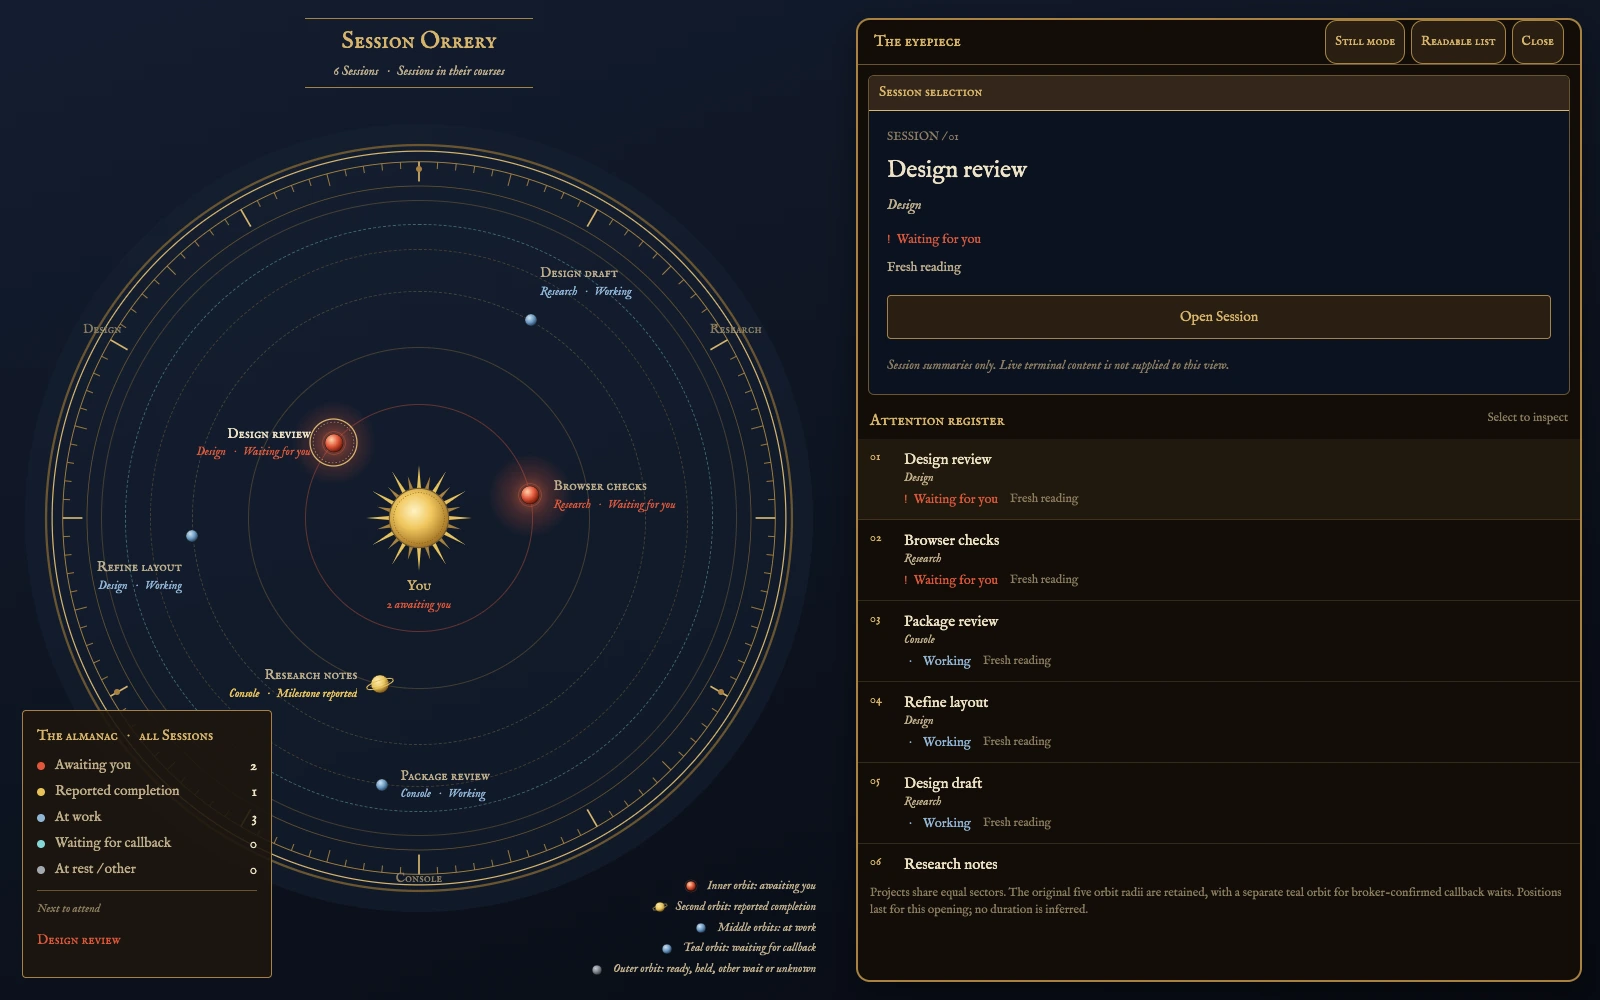 Session Orrery
6 Sessions · Sessions in their courses
Design
Research
Design draft
Research · Working
Design review
Design · Waiting for you
Browser checks
Research · Waiting for you
Refine layout
Design · Working
You
2 awaiting you
Research notes
Console · Milestone reported
Package review
Console · Working
Console
The almanac · all Sessions
Awaiting you 2
Reported completion 1
At work 3
Waiting for callback 0
At rest / other 0
Next to attend
Design review
Inner orbit: awaiting you
Second orbit: reported completion
Middle orbits: at work
Teal orbit: waiting for callback
Outer orbit: ready, held, other wait or unknown
The eyepiece
Still mode
Readable list
Close
Session selection
SESSION / 01
Design review
Design
! Waiting for you
Fresh reading
Open Session
Session summaries only. Live terminal content is not supplied to this view.
Attention register
Select to inspect
01 Design review
Design
! Waiting for you Fresh reading
02 Browser checks
Research
! Waiting for you Fresh reading
03 Package review
Console
· Working Fresh reading
04 Refine layout
Design
· Working Fresh reading
05 Design draft
Research
· Working Fresh reading
06 Research notes
Projects share equal sectors. The original five orbit radii are retained, with a separate teal orbit for broker-confirmed callback waits. Positions
last for this opening; no duration is inferred.